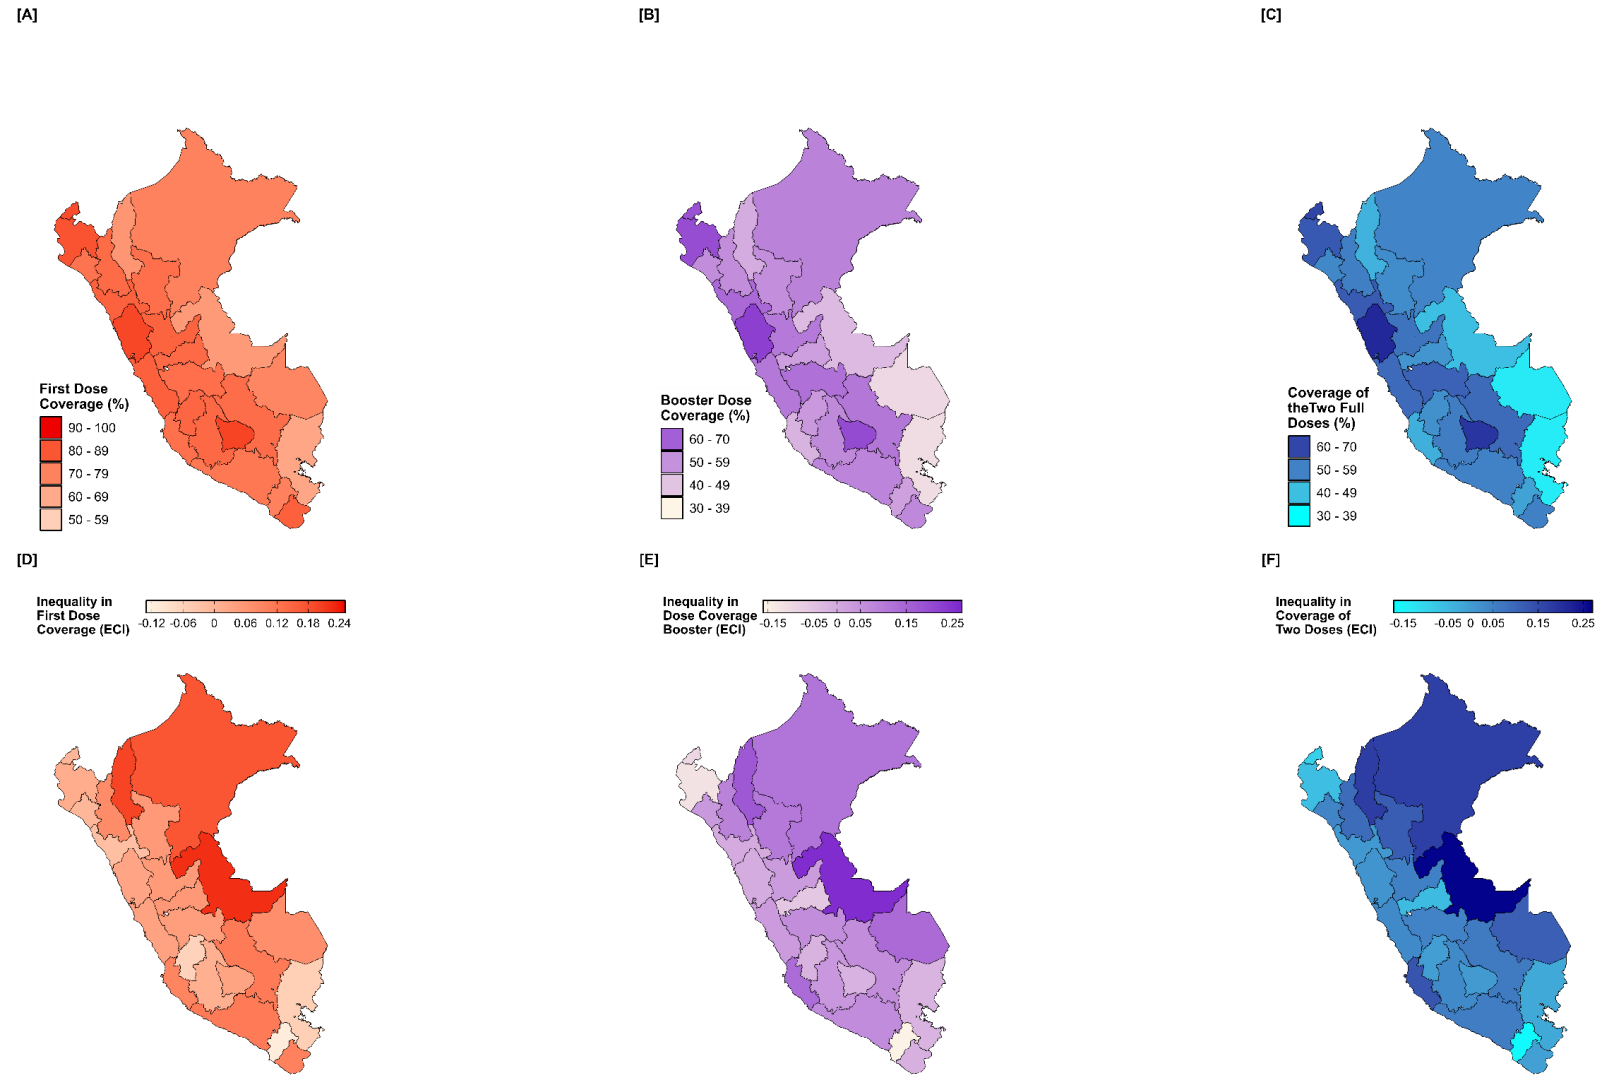 [A]
[B]
[C]
First Dose
Coverage (%)
90 - 100
80 - 89
70 - 79
60 - 69
50 - 59
Booster Dose
Coverage (%)
60 - 70
50 - 59
40 - 49
30 - 39
Coverage of
theTwo Full
Doses (%)
60 - 70
50 - 59
40 - 49
30 - 39
[D]
[E]
[F]
Inequality in
First Dose
Coverage (ECI)
-0.12 -0.06 0 0.06 0.12 0.18 0.24
Inequality in
Dose Coverage
Booster (ECI)
-0.15 -0.05 0 0.05 0.15 0.25
Inequality in
Coverage of
Two Doses (ECI)
-0.15 -0.05 0 0.05 0.15 0.25